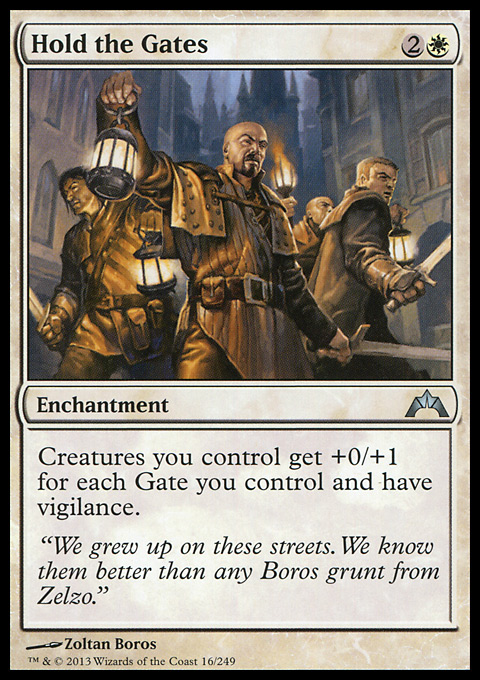 Hold the Gates 2
Enchantment
Creatures you control get +0/+1
for each Gate you control and have
vigilance.
“We grew up on these streets. We know
them better than any Boros grunt from
Zelzo.”
Zoltan Boros
™ & © 2013 Wizards of the Coast 16/249